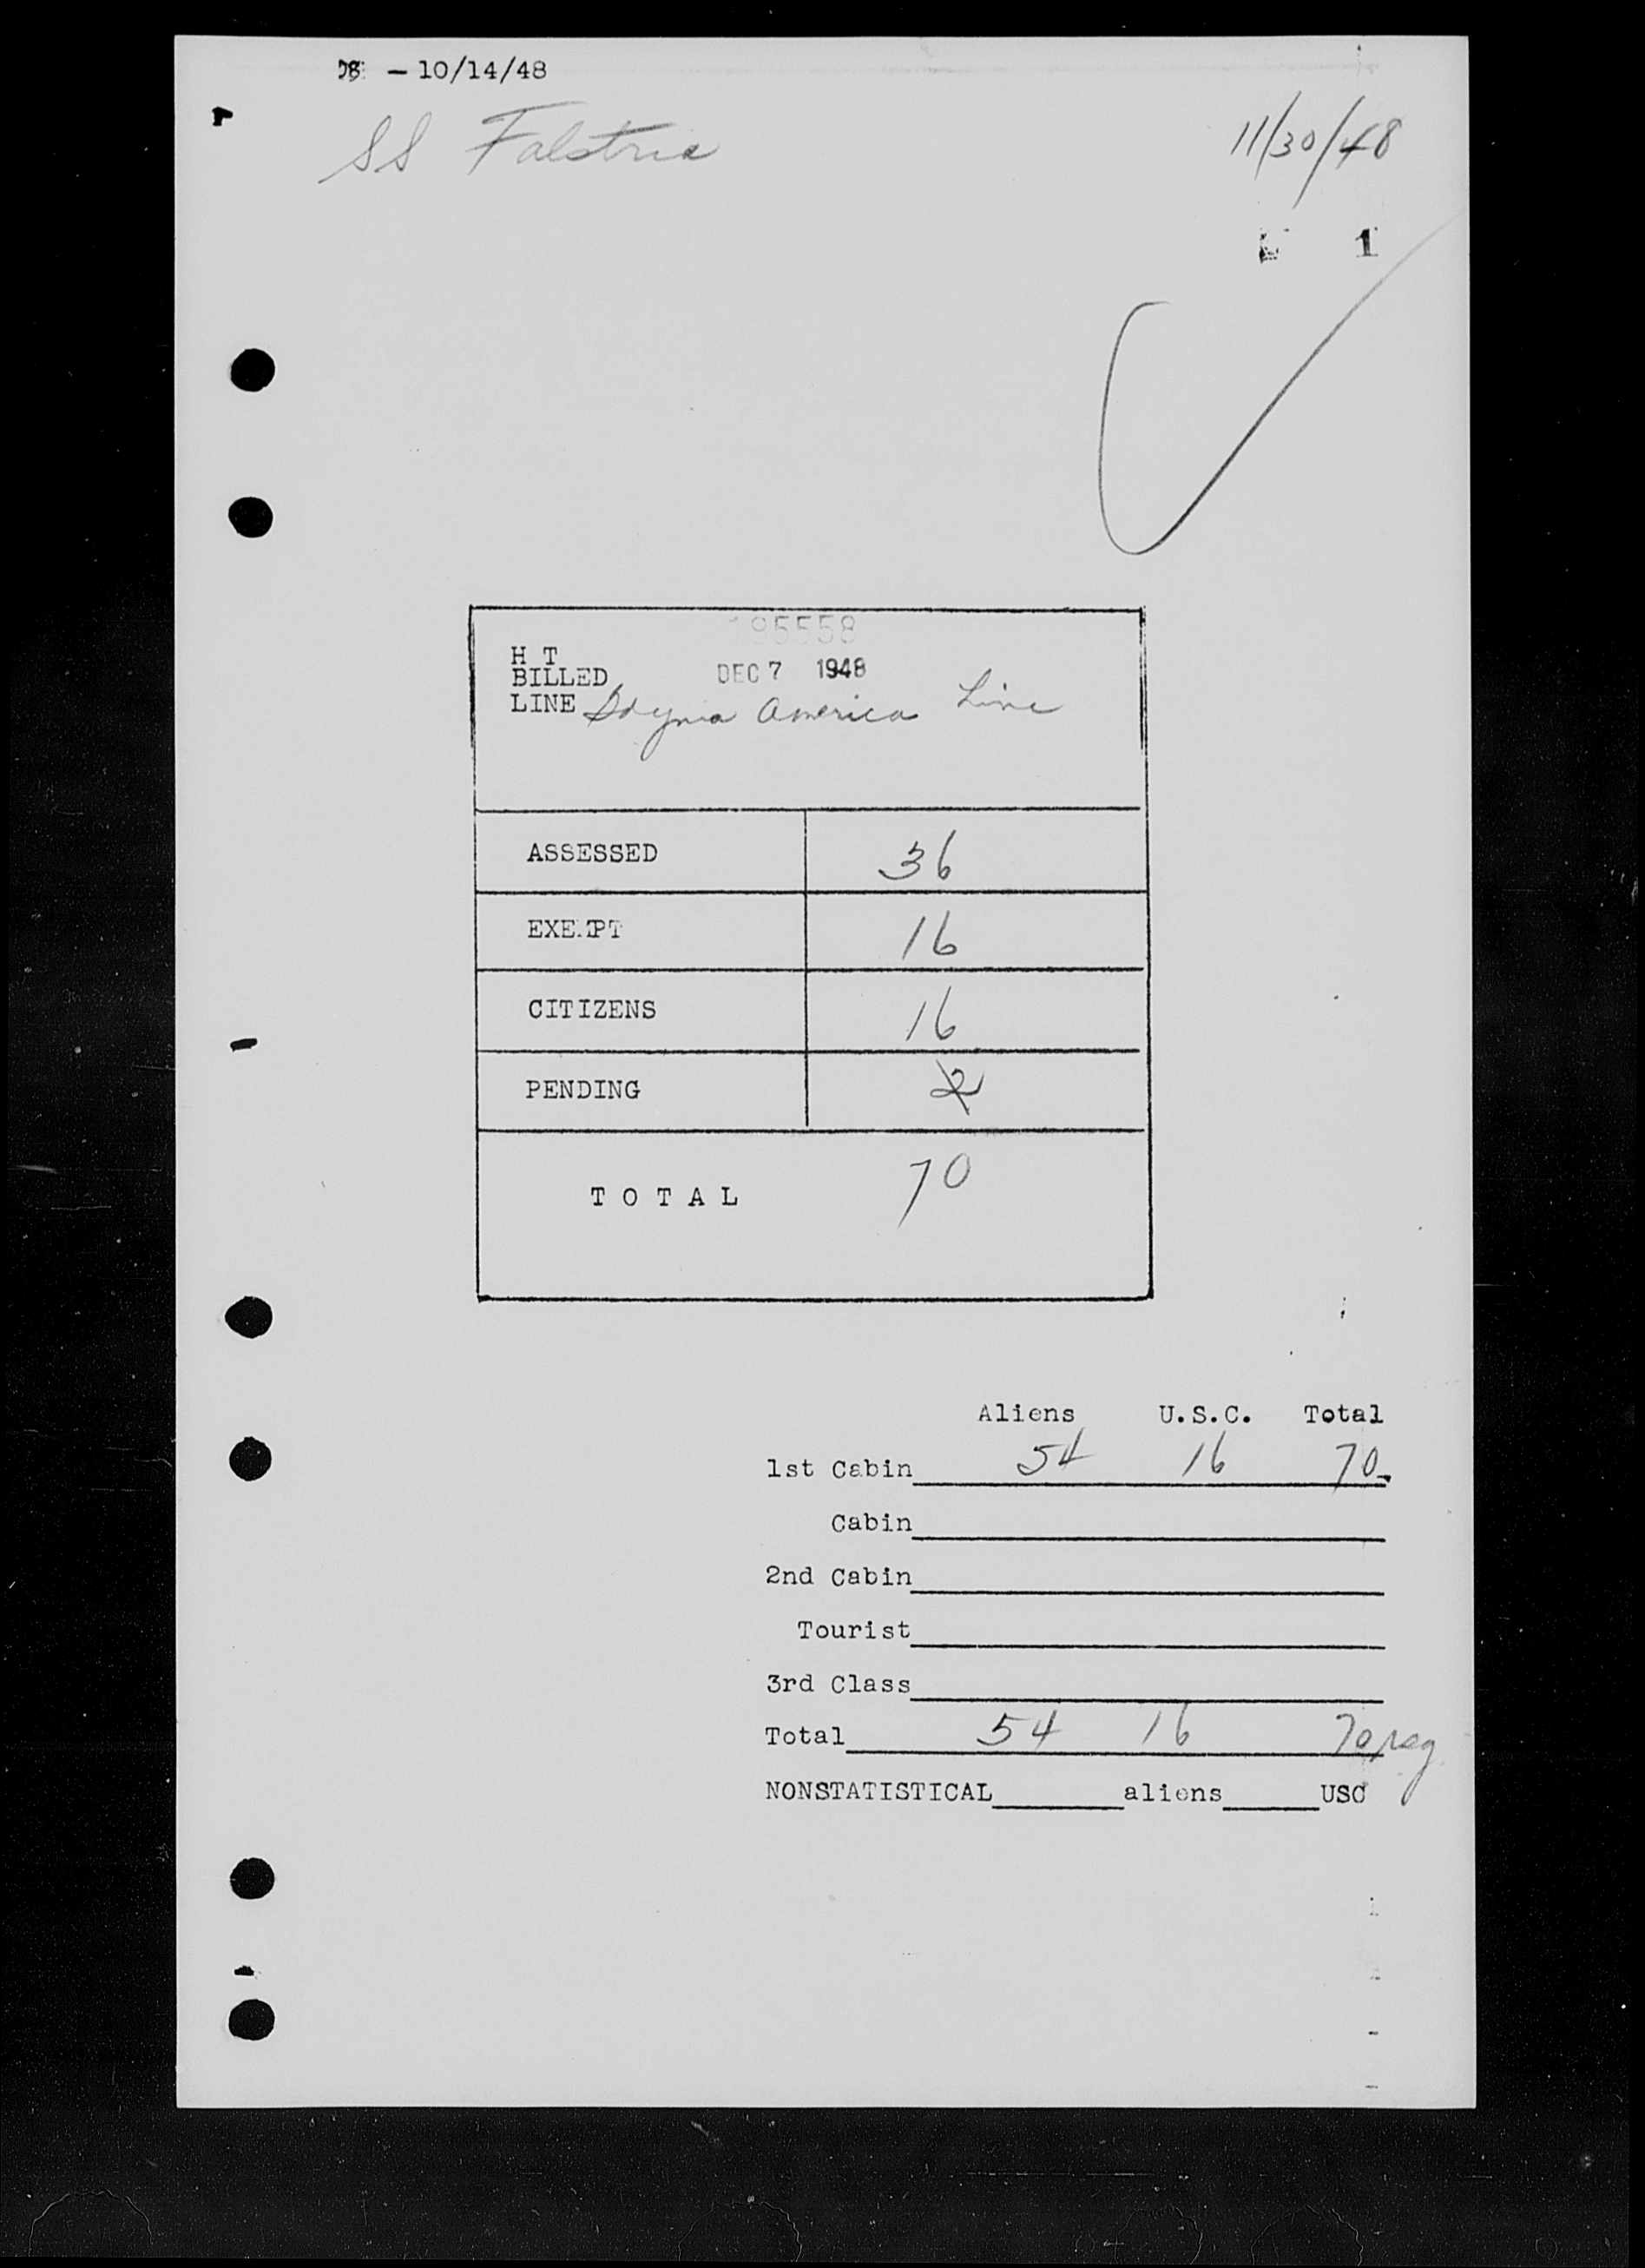 - 10/14/48
SS Falstria
11/30/48
1
195558
H T
BILLED DEC 7 1948
LINE Gdynia America Line
ASSESSED 36
EXEMPT 16
CITIZENS 16
PENDING 2
TOTAL 70
Aliens U.S.C. Total
1st Cabin 54 16 70
Cabin
2nd Cabin
Tourist
3rd Class
Total 54 16 70
NONSTATISTICAL aliens USC